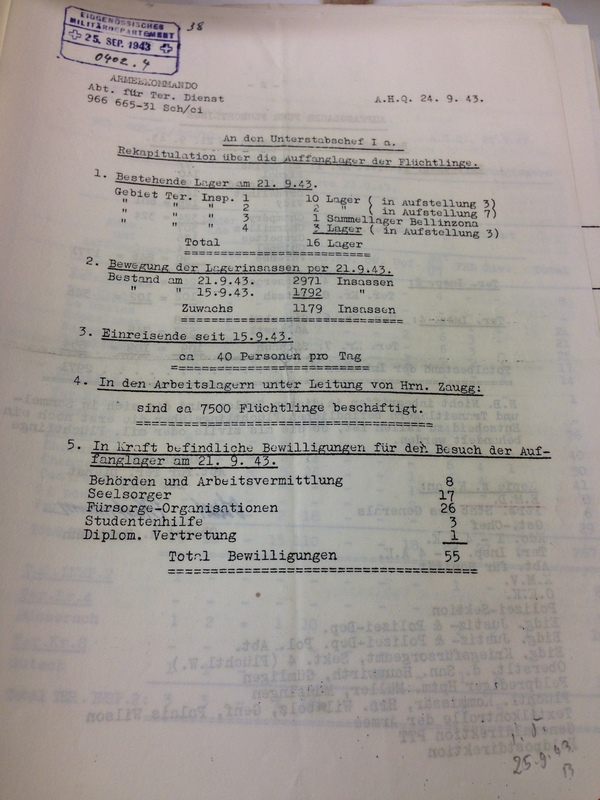 EIDGENÖSSISCHES
MILITÄRDEPARTEMENT
25. SEP. 1943
0402.4
38
ARMEEKOMMANDO
Abt. für Ter. Dienst
966 665-31 Sch/ci
A.H.Q. 24. 9. 43.
An den Unterstabschef I a.
Rekapitulation über die Auffanglager der Flüchtlinge.
1. Bestehende Lager am 21. 9.43.
Gebiet Ter. Insp. 1 10 Lager ( in Aufstellung 3)
" " " 2 2 " ( in Aufstellung 7)
" " " 3 1 Sammellager Bellinzona
" " " 4 3 Lager ( in Aufstellung 3)
Total 16 Lager
2. Bewegung der Lagerinsassen per 21.9.43.
Bestand am 21.9.43. 2971 Insassen
" " 15.9.43. 1792 "
Zuwachs 1179 Insassen
3. Einreisende seit 15.9.43.
ca 40 Personen pro Tag
4. In den Arbeitslagern unter Leitung von Hrn. Zaugg:
sind ca 7500 Flüchtlinge beschäftigt.
5. In Kraft befindliche Bewilligungen für den Besuch der Auf-
fanglager am 21. 9. 43.
Behörden und Arbeitsvermittlung 8
Seelsorger 17
Fürsorge-Organisationen 26
Studentenhilfe 3
Diplom. Vertretung 1
Total Bewilligungen 55
25.9.43.